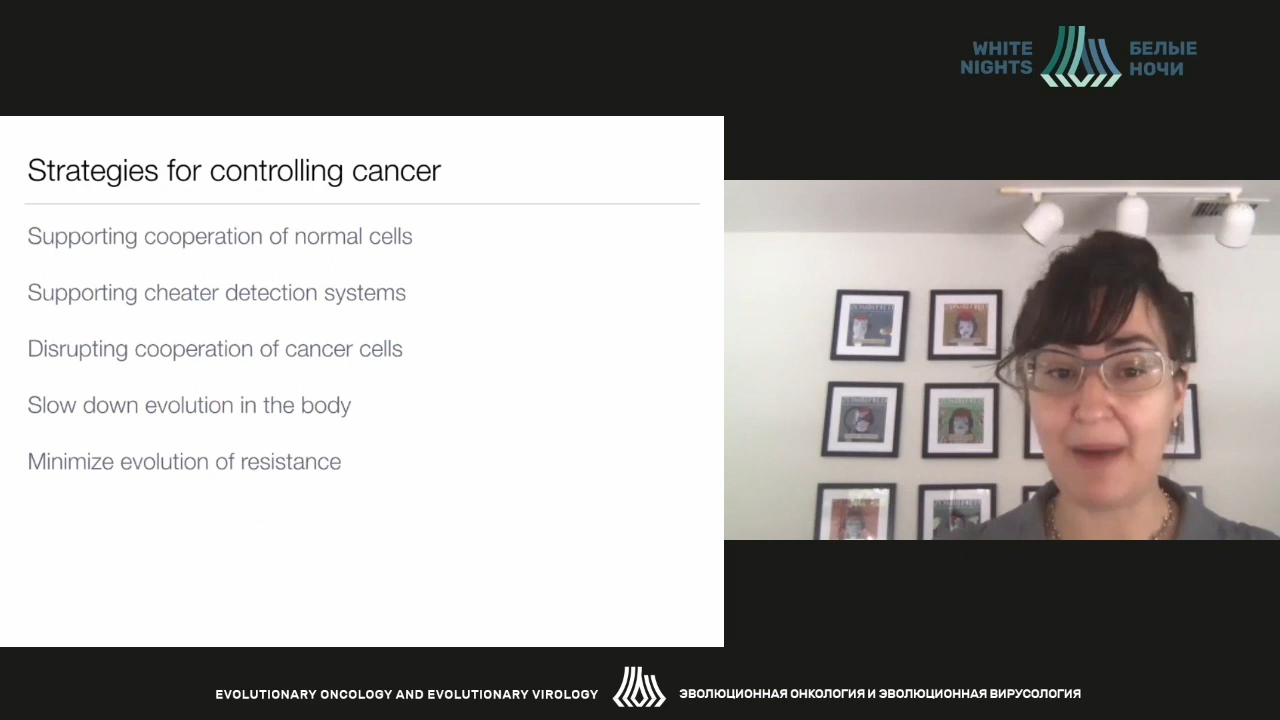 WHITE
NIGHTS
БЕЛЫЕ
НОЧИ
Strategies for controlling cancer
Supporting cooperation of normal cells
Supporting cheater detection systems
Disrupting cooperation of cancer cells
Slow down evolution in the body
Minimize evolution of resistance
EVOLUTIONARY ONCOLOGY AND EVOLUTIONARY VIROLOGY
ЭВОЛЮЦИОННАЯ ОНКОЛОГИЯ И ЭВОЛЮЦИОННАЯ ВИРУСОЛОГИЯ